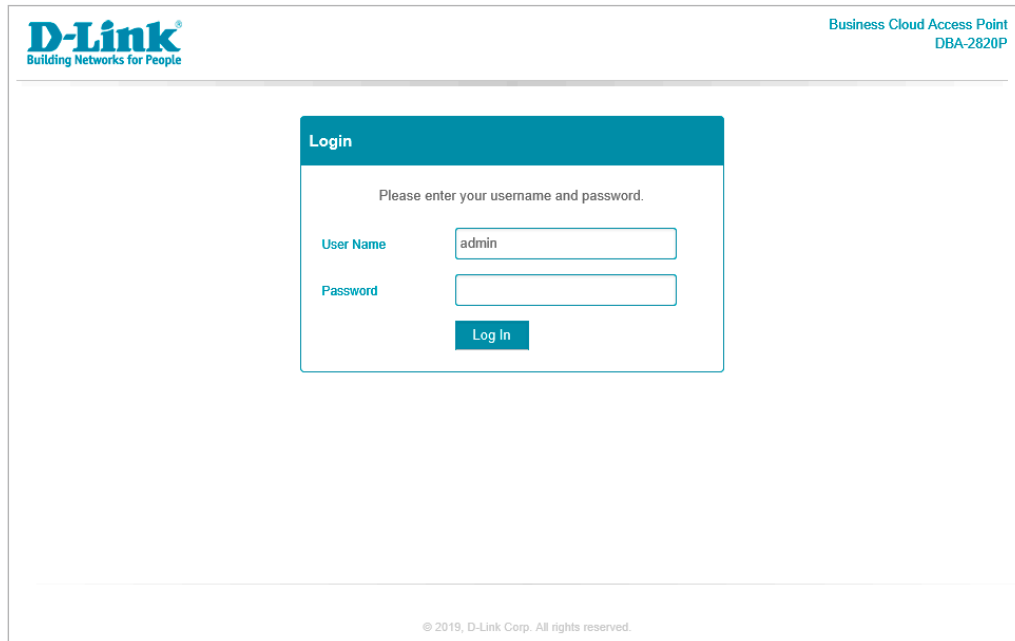 D-Link®
Building Networks for People
Business Cloud Access Point
DBA-2820P
Login
Please enter your username and password.
User Name
admin
Password
Log In
© 2019, D-Link Corp. All rights reserved.